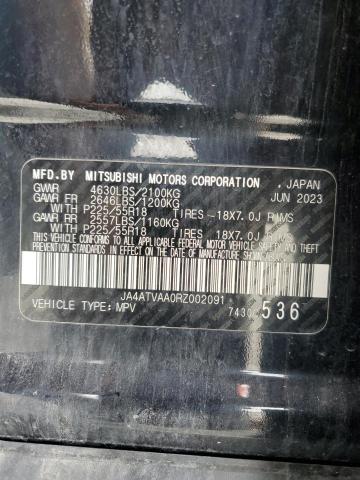 MFD.BY MITSUBISHI MOTORS CORPORATION , JAPAN
GVWR 4630LBS/2100KG JUN 2023
GAWR FR 2646LBS/1200KG
WITH P225/55R18 TIRES -18X7.0J RIMS
GAWR RR 2557LBS/1160KG
WITH P225/55R18 TIRES 18X7.0J RIMS
THIS VEHICLE CONFORMS TO ALL APPLICABLE
FEDERAL MOTOR VEHICLE SAFETY AND THEFT PREVENTION
STANDARDS IN EFFECT ON THE DATE OF MANUFACTURE
SHOWN ABOVE.
JA4ATVAA0RZ002091
VEHICLE TYPE: MPV 536